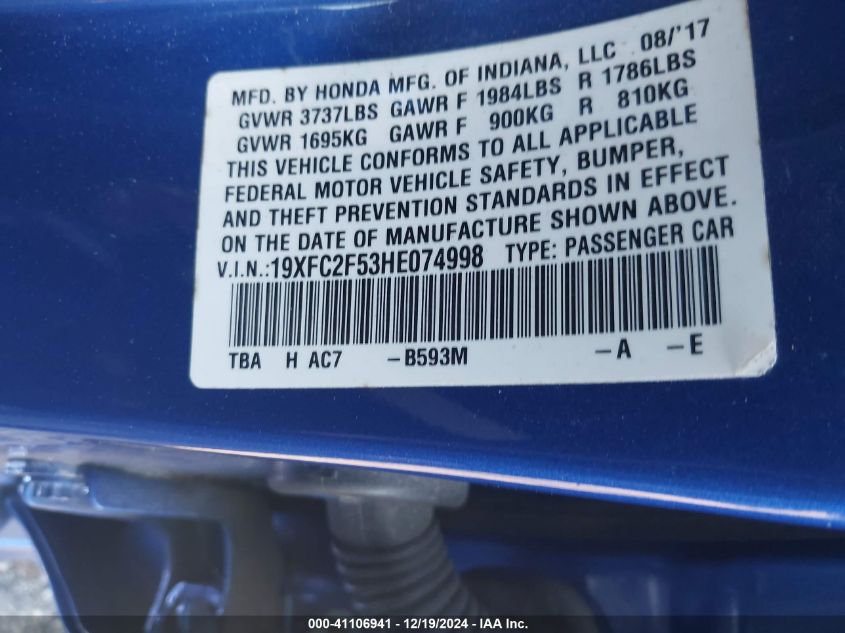 MFD. BY HONDA MFG. OF INDIANA, LLC 08/'17
GVWR 3737LBS GAWR F 1984LBS R 1786LBS
GVWR 1695KG GAWR F 900KG R 810KG
THIS VEHICLE CONFORMS TO ALL APPLICABLE
FEDERAL MOTOR VEHICLE SAFETY, BUMPER,
AND THEFT PREVENTION STANDARDS IN EFFECT
ON THE DATE OF MANUFACTURE SHOWN ABOVE.
V.I.N.:19XFC2F53HE074998 TYPE: PASSENGER CAR
TBA H AC7 -B593M -A -E
000-41106941 - 12/19/2024 - IAA Inc.